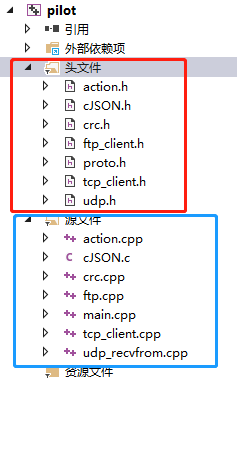 pilot
引用
外部依赖项
头文件
action.h
cJSON.h
crc.h
ftp_client.h
proto.h
tcp_client.h
udp.h
源文件
action.cpp
cJSON.c
crc.cpp
ftp.cpp
main.cpp
tcp_client.cpp
udp_recvfrom.cpp
资源文件